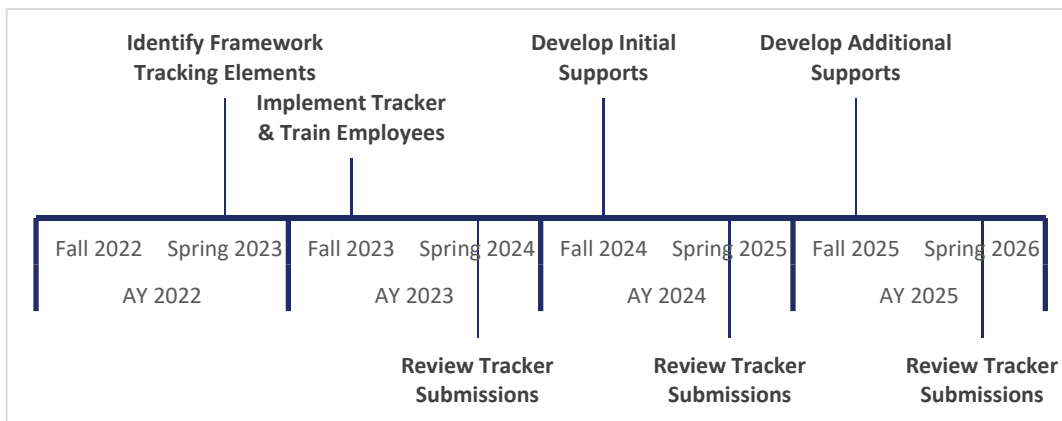 Identify Framework
Tracking Elements
Implement Tracker
& Train Employees
Develop Initial
Supports
Develop Additional
Supports
Fall 2022 Spring 2023 Fall 2023 Spring 2024 Fall 2024 Spring 2025 Fall 2025 Spring 2026
AY 2022 AY 2023 AY 2024 AY 2025
Review Tracker
Submissions
Review Tracker
Submissions
Review Tracker
Submissions